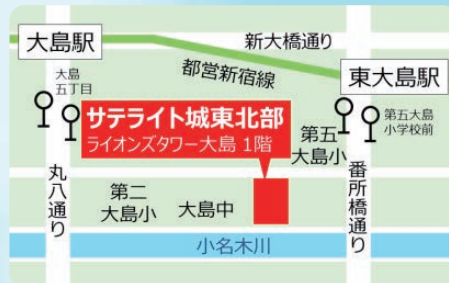 大島駅
新大橋通り
都営新宿線
東大島駅
大島
五丁目
サテライト城東北部
ライオンズタワー大島 1階
第五
大島小
第五大島
小学校前
丸八通り
第二
大島小
大島中
番所橋通り
小名木川